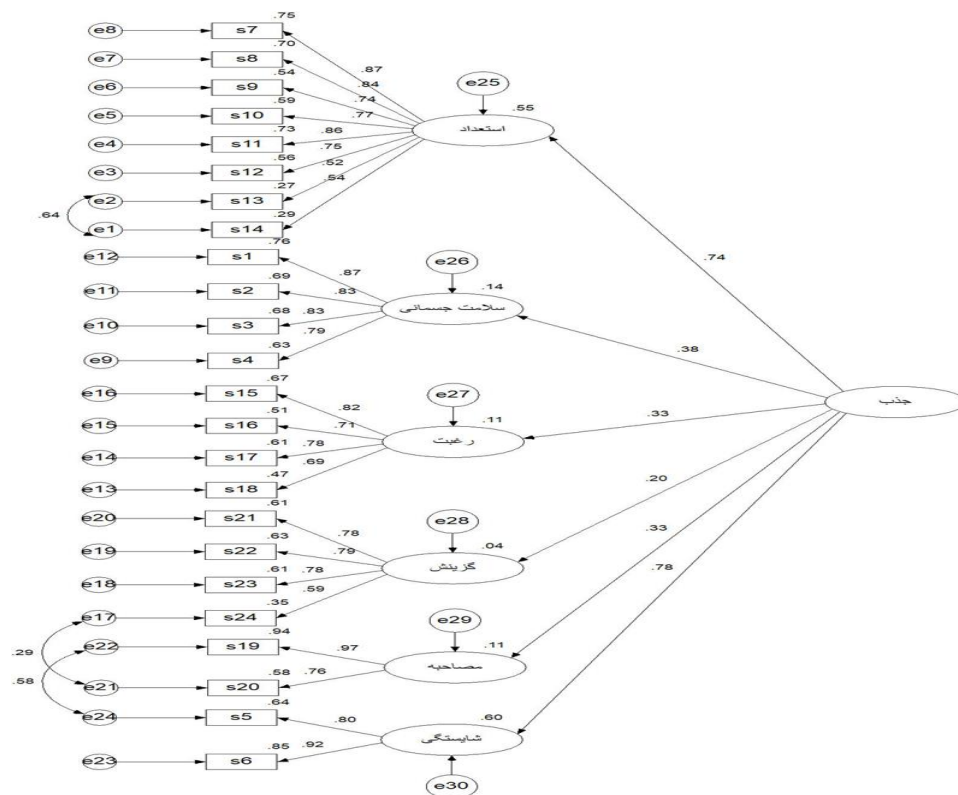 .75
e8 s7
.70
e7 s8
.87
.54
e6 s9
.84
e25
.74
.59
e5 s10
.77
.55
.73
استعداد
e4 s11
.86
.56
.75
e3 s12
.52
.27
.54
e2 s13
.64
.29
e1 s14
.76
e12 s1
e26
.74
.69
.87
.14
e11 s2
.83
سلامت جسمانی
.68
.83
e10 s3
.79
.38
.63
e9 s4
.67
e16 s15
e27
جذب
.51
.82
.11
.33
e15 s16
.71
رغبت
.61
.78
e14 s17
.69
.47
e13 s18
.20
.61
e20 s21
e28
.33
.63
.78
.04
.78
e19 s22
.79
گزینش
.61
.78
e18 s23
.59
.35
e17 s24
e29
.94
e22 s19
.97
.11
.29
.58
.76
مصاحبه
.58
e21 s20
.64
e24 s5
.80
.60
شایستگی
.85
.92
e23 s6
e30